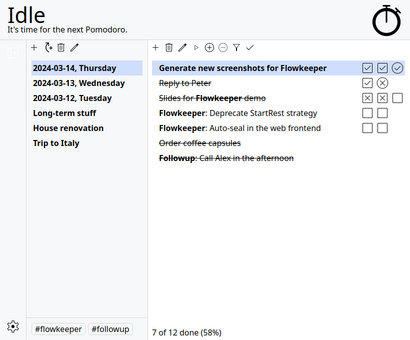 Idle
It's time for the next Pomodoro.
2024-03-14, Thursday
2024-03-13, Wednesday
2024-03-12, Tuesday
Long-term stuff
House renovation
Trip to Italy
Generate new screenshots for Flowkeeper
Reply to Peter
Slides for Flowkeeper demo
Flowkeeper: Deprecate StartRest strategy
Flowkeeper: Auto-seal in the web frontend
Order coffee capsules
Followup: Call Alex in the afternoon
#flowkeeper #followup
7 of 12 done (58%)